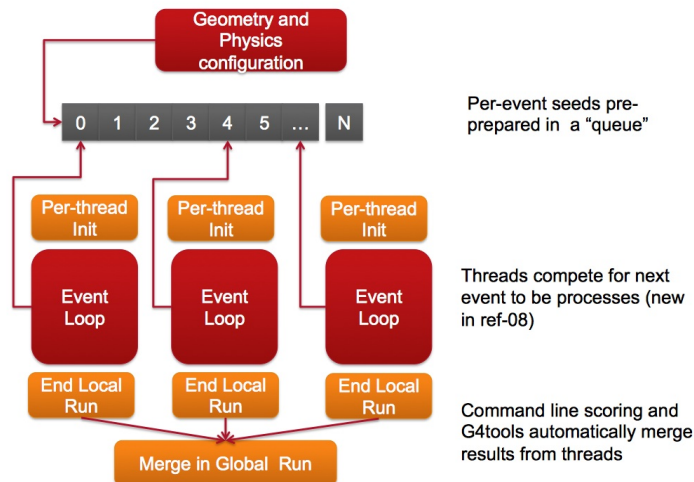 Geometry and
Physics
configuration
0 1 2 3 4 5 ... N
Per-event seeds pre-
prepared in a "queue"
Per-thread
Init
Per-thread
Init
Per-thread
Init
Event
Loop
Event
Loop
Event
Loop
Threads compete for next
event to be processes (new
in ref-08)
End Local
Run
End Local
Run
End Local
Run
Command line scoring and
G4tools automatically merge
results from threads
Merge in Global Run